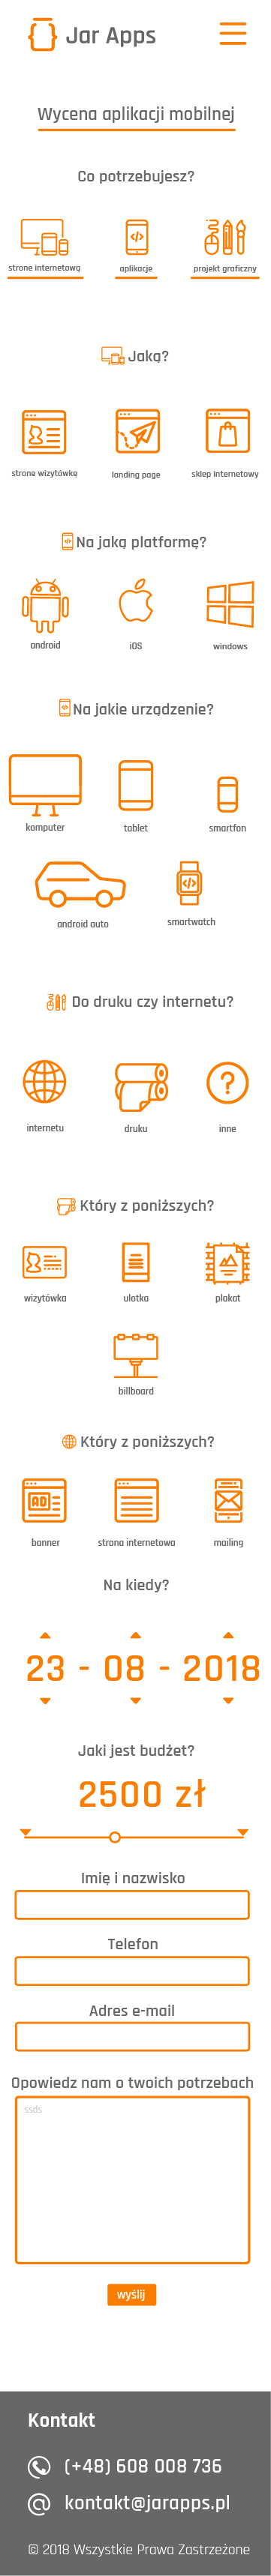 Jar Apps
Wycena aplikacji mobilnej
Co potrzebujesz?
stronę internetową aplikacje projekt graficzny
Jaką?
strone wizytówkę landing page sklep internetowy
Na jaką platformę?
android iOS windows
Na jakie urządzenie?
komputer tablet smartfon
android auto smartwatch
Do druku czy internetu?
internetu druku inne
Który z poniższych?
wizytówka ulotka plakat
billboard
Który z poniższych?
AD
banner strona internetowa mailing
Na kiedy?
23 - 08 - 2018
Jaki jest budżet?
2500 zł
Imię i nazwisko
Telefon
Adres e-mail
Opowiedz nam o twoich potrzebach
ssds
wyślij
Kontakt
(+48) 608 008 736
kontakt@jarapps.pl
© 2018 Wszystkie Prawa Zastrzeżone